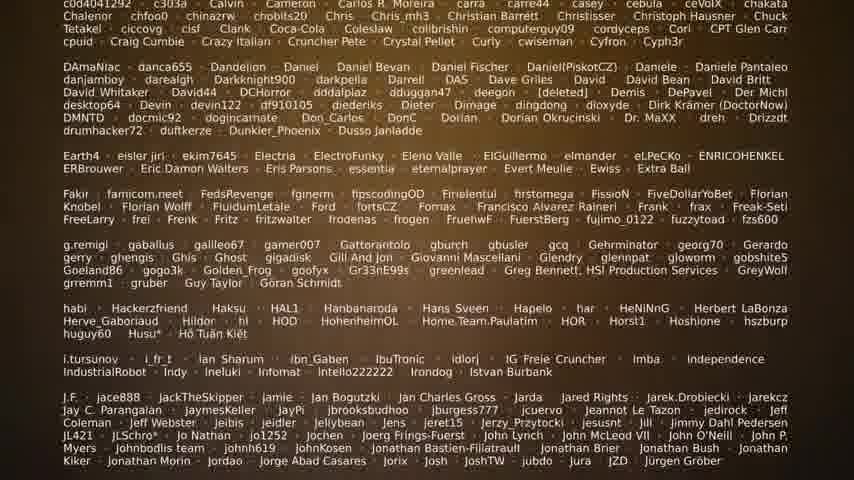 c0d4041292 · c303a · Calvin · Cameron · Carlos R. Moreira · carra · carre44 · casey · cebula · ceVolX · chakata
Chalenor · chfoo0 · chinazrw · chobits20 · Chris · Chris_mh3 · Christian Barrett · Christisser · Christoph Hausner · Chuck
Tetakel · ciccovg · cisf · Clank · Coca-Cola · Coleslaw · colibrishin · computerguy09 · cordyceps · Cori · CPT Glen Carr
cpuid · Craig Cumbie · Crazy Italian · Cruncher Pete · Crystal Pellet · Curly · cwiseman · Cyfron · Cyph3r
DAmaNiac · danca655 · Dandelion · Daniel · Daniel Bevan · Daniel Fischer · Daniel(PiskotCZ) · Daniele · Daniele Pantaleo
danjamboy · darealgh · Darkknight900 · darkpella · Darrell · DAS · Dave Griles · David · David Bean · David Britt
David Whitaker · David44 · DCHorror · dddalplaz · dduggan47 · deegon · [deleted] · Demis · DePavel · Der Michl
desktop64 · Devin · devin122 · df910105 · diederiks · Dieter · Dimage · dingdong · dioxyde · Dirk Krämer (DoctorNow)
DMNTD · docmic92 · dogincamate · Don_Carlos · DonC · Dorian · Dorian Okrucinski · Dr. MaXX · dreh · Drizzdt
drumhacker72 · duftkerze · Dunkler_Phoenix · Dusso Janladde
Earth4 · eisler jiri · ekim7645 · Electria · ElectroFunky · Eleno Valle · ElGuillermo · elmander · eLPeCKo · ENRICOHENKEL
ERBrouwer · Eric Damon Walters · Eris Parsons · essentia · eternalprayer · Evert Meulie · Ewiss · Extra Ball
Fakir · famicom.neet · FedsRevenge · fginerm · fipscodingOD · Firielentul · firstomega · FissioN · FiveDollarYoBet · Florian
Knobel · Florian Wolff · FluidumLetale · Ford · fortsCZ · Formax · Francisco Alvarez Raineri · Frank · frax · Freak-Seti
FreeLarry · frei · Frenk · Fritz · fritzwalter · frodenas · frogen · FruehwF · FuerstBerg · fujimo_0122 · fuzzytoad · fzs600
g.remigi · gaballus · galileo67 · gamer007 · Gattorantolo · gburch · gbusler · gcq · Gehrminator · georg70 · Gerardo
gerry · ghengis · Ghis · Ghost · gigadisk · Gill And Jon · Giovanni Mascellani · Glendry · glennpat · gloworm · gobshite5
Goeland86 · gogo3k · Golden_Frog · goofyx · Gr33nE99s · greenlead · Greg Bennett, HSI Production Services · GreyWolf
grremm1 · gruber · Guy Taylor · Göran Schmidt
habi · Hackerzfriend · Haksu · HAL1 · Hanbanaroda · Hans Sveen · Hapelo · har · HeNiNnG · Herbert LaBonza
Herve_Gaboriaud · Hildor · hl · HOD · HohenheimOL · Home.Team.Paulatim · HOR · Horst1 · Hoshione · hszburp
huguy60 · Husu* · Hồ Tuấn Kiệt
i.tursunov · i_fr_t · Ian Sharum · Ibn_Gaben · IbuTronic · idlorj · IG Freie Cruncher · Imba · Independence
IndustrialRobot · Indy · Ineluki · Infomat · Intello222222 · Irondog · Istvan Burbank
J.F. · jace888 · JackTheSkipper · jamie · Jan Bogutzki · Jan Charles Gross · Jarda · Jared Rights · Jarek.Drobiecki · Jarekcz
Jay C. Parangalan · JaymesKeller · JayPi · Jbrooksbudhoo · jburgess777 · jcuervo · Jeannot Le Tazon · jedirock · Jeff
Coleman · Jeff Webster · Jeibis · jeidler · Jellybean · Jens · jeret15 · Jerzy_Przytocki · jesusnt · Jill · Jimmy Dahl Pedersen
JL421 · JLSchro* · Jo Nathan · jo1252 · Jochen · Joerg Frings-Fuerst · John Lynch · John McLeod VII · John O'Neill · John P.
Myers · Johnbodlis team · johnh619 · JohnKosen · Jonathan Bastien-Filiatrault · Jonathan Brier · Jonathan Bush · Jonathan
Kiker · Jonathan Morin · Jordao · Jorge Abad Casares · Jorix · Josh · JoshTW · jubdo · Jura · JZD · Jürgen Gröber